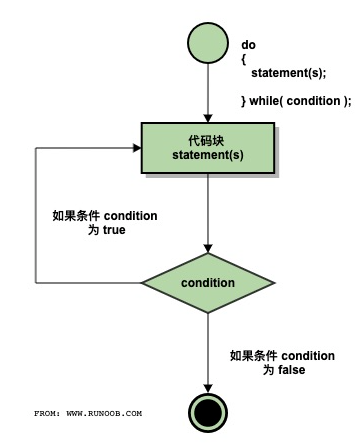 do
{
statement(s);
} while( condition );
代码块
statement(s)
如果条件 condition
为 true
condition
如果条件 condition
为 false
FROM: WWW.RUNOOB.COM